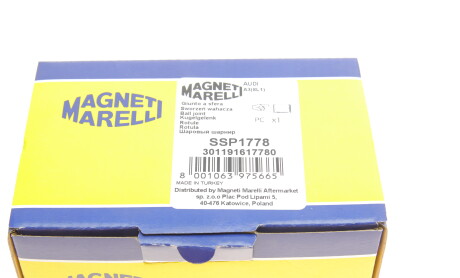 MAGNETI
MARELLI
MAGNETI
MARELLI
AUDI
Giunto a sfera
Sworzeń wahacza
Ball joint
Kugelgelenk
Rotule
Rotula
Шаровый шарнир
PC x1
SSP1778
301191617780
8 001063 975665
MADE IN TURKEY
Distributed by Magneti Marelli Aftermarket
sp. z.o.o Plac Pod Lipami 5,
40-476 Katowice, Poland
MAGNETI